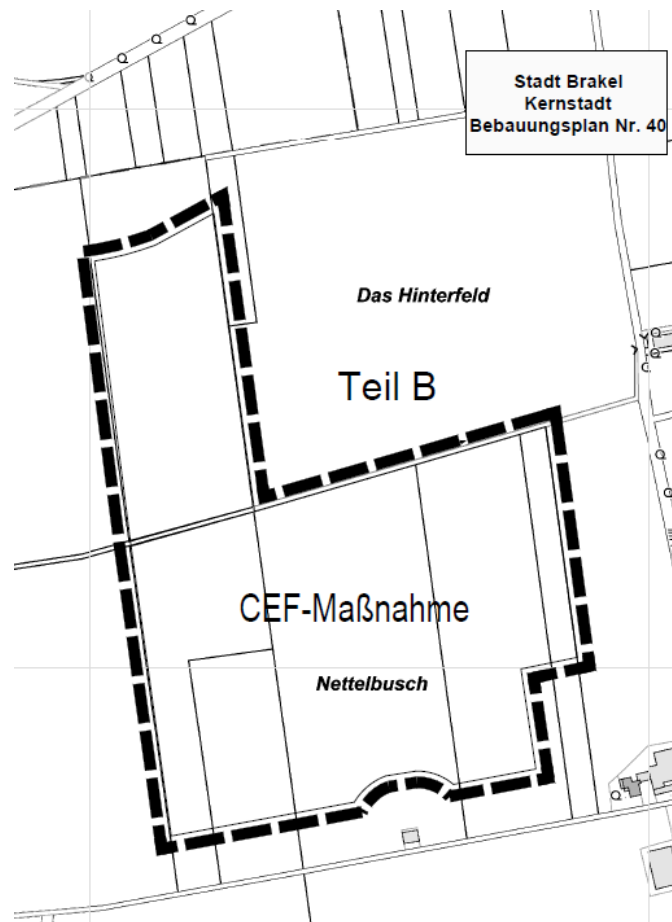 Stadt Brakel
Kernstadt
Bebauungsplan Nr. 40
Das Hinterfeld
Teil B
CEF-Maßnahme
Nettelbusch